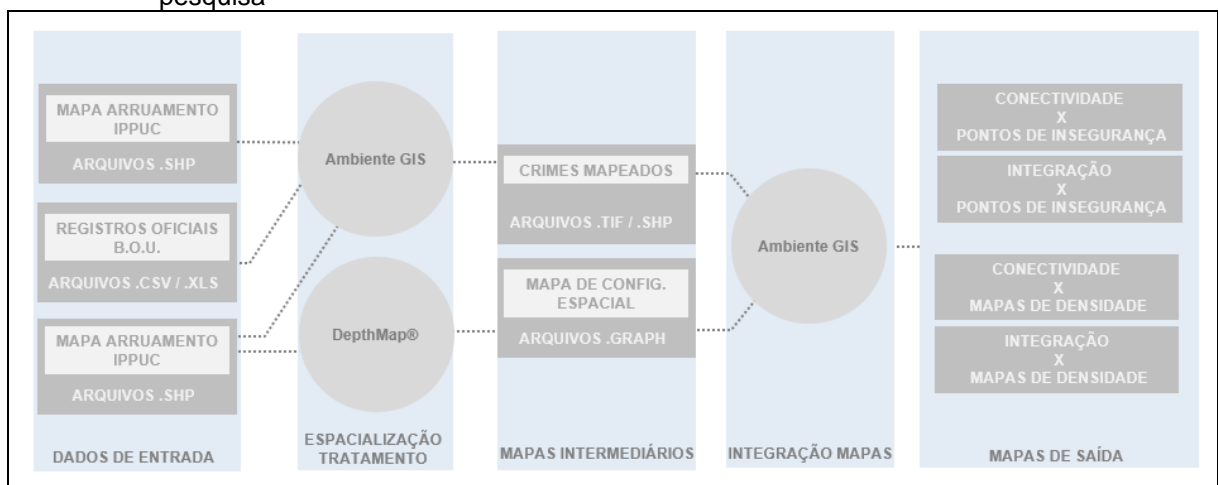 pesquisa
MAPA ARRUAMENTO
IPPUC
ARQUIVOS .SHP
REGISTROS OFICIAIS
B.O.U.
ARQUIVOS .CSV / .XLS
MAPA ARRUAMENTO
IPPUC
ARQUIVOS .SHP
DADOS DE ENTRADA
Ambiente GIS
DepthMap®
ESPACIALIZAÇÃO
TRATAMENTO
CRIMES MAPEADOS
ARQUIVOS .TIF / .SHP
MAPA DE CONFIG.
ESPACIAL
ARQUIVOS .GRAPH
MAPAS INTERMEDIÁRIOS
Ambiente GIS
INTEGRAÇÃO MAPAS
CONECTIVIDADE
X
PONTOS DE INSEGURANÇA
INTEGRAÇÃO
X
PONTOS DE INSEGURANÇA
CONECTIVIDADE
X
MAPAS DE DENSIDADE
INTEGRAÇÃO
X
MAPAS DE DENSIDADE
MAPAS DE SAÍDA